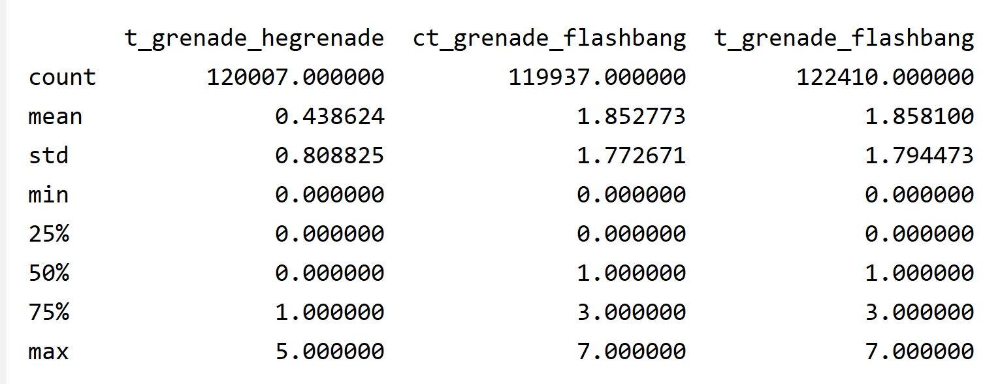 t_grenade_hegrenade ct_grenade_flashbang t_grenade_flashbang
count 120007.000000 119937.000000 122410.000000
mean 0.438624 1.852773 1.858100
std 0.808825 1.772671 1.794473
min 0.000000 0.000000 0.000000
25% 0.000000 0.000000 0.000000
50% 0.000000 1.000000 1.000000
75% 1.000000 3.000000 3.000000
max 5.000000 7.000000 7.000000